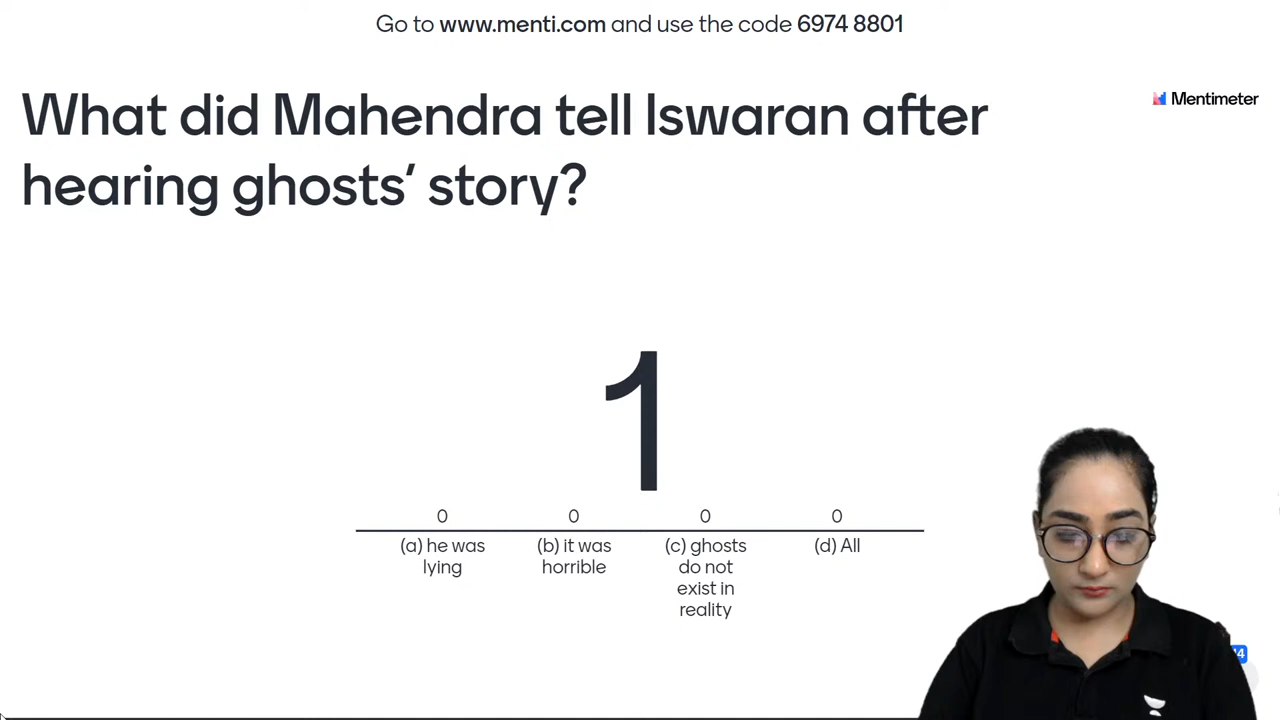 Go to www.menti.com and use the code 6974 8801
Mentimeter
What did Mahendra tell Iswaran after
hearing ghosts’ story?
1
0 0 0 0
(a) he was
lying
(b) it was
horrible
(c) ghosts
do not
exist in
reality
(d) All